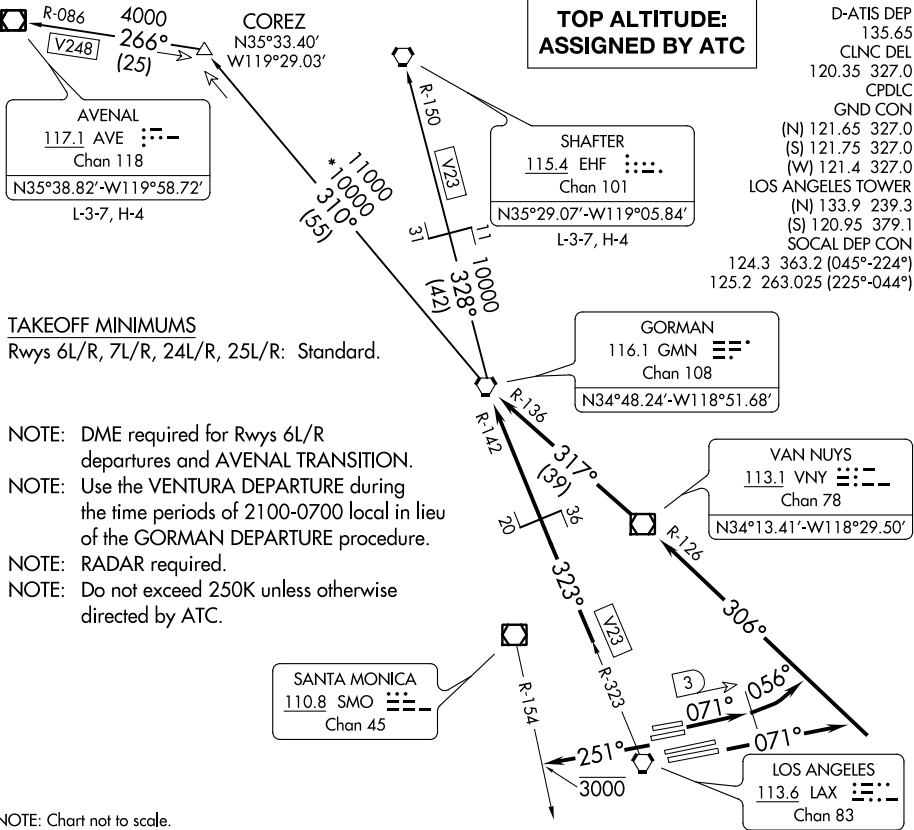 TOP ALTITUDE:
ASSIGNED BY ATC
D-ATIS DEP
135.65
CLNC DEL
120.35 327.0
CPDLC
GND CON
(N) 121.65 327.0
(S) 121.75 327.0
(W) 121.4 327.0
LOS ANGELES TOWER
(N) 133.9 239.3
(S) 120.95 379.1
SOCAL DEP CON
124.3 363.2 (045°-224°)
125.2 263.025 (225°-044°)
R-086
4000
V248
266°
(25)
COREZ
N35°33.40'
W119°29.03'
AVENAL
117.1 AVE
Chan 118
N35°38.82'-W119°58.72'
L-3-7, H-4
R-150
V23
SHAFTER
115.4 EHF
Chan 101
N35°29.07'-W119°05.84'
L-3-7, H-4
11000
*10000
310°
(55)
31
11
10000
328°
(42)
TAKEOFF MINIMUMS
Rwys 6L/R, 7L/R, 24L/R, 25L/R: Standard.
GORMAN
116.1 GMN
Chan 108
N34°48.24'-W118°51.68'
R-142
R-136
317°
(39)
NOTE: DME required for Rwys 6L/R
departures and AVENAL TRANSITION.
NOTE: Use the VENTURA DEPARTURE during
the time periods of 2100-0700 local in lieu
of the GORMAN DEPARTURE procedure.
NOTE: RADAR required.
NOTE: Do not exceed 250K unless otherwise
directed by ATC.
VAN NUYS
113.1 VNY
Chan 78
N34°13.41'-W118°29.50'
20
36
R-126
323°
V23
306°
SANTA MONICA
110.8 SMO
Chan 45
R-154
R-323
3
071°
056°
251°
3000
071°
LOS ANGELES
113.6 LAX
Chan 83
NOTE: Chart not to scale.